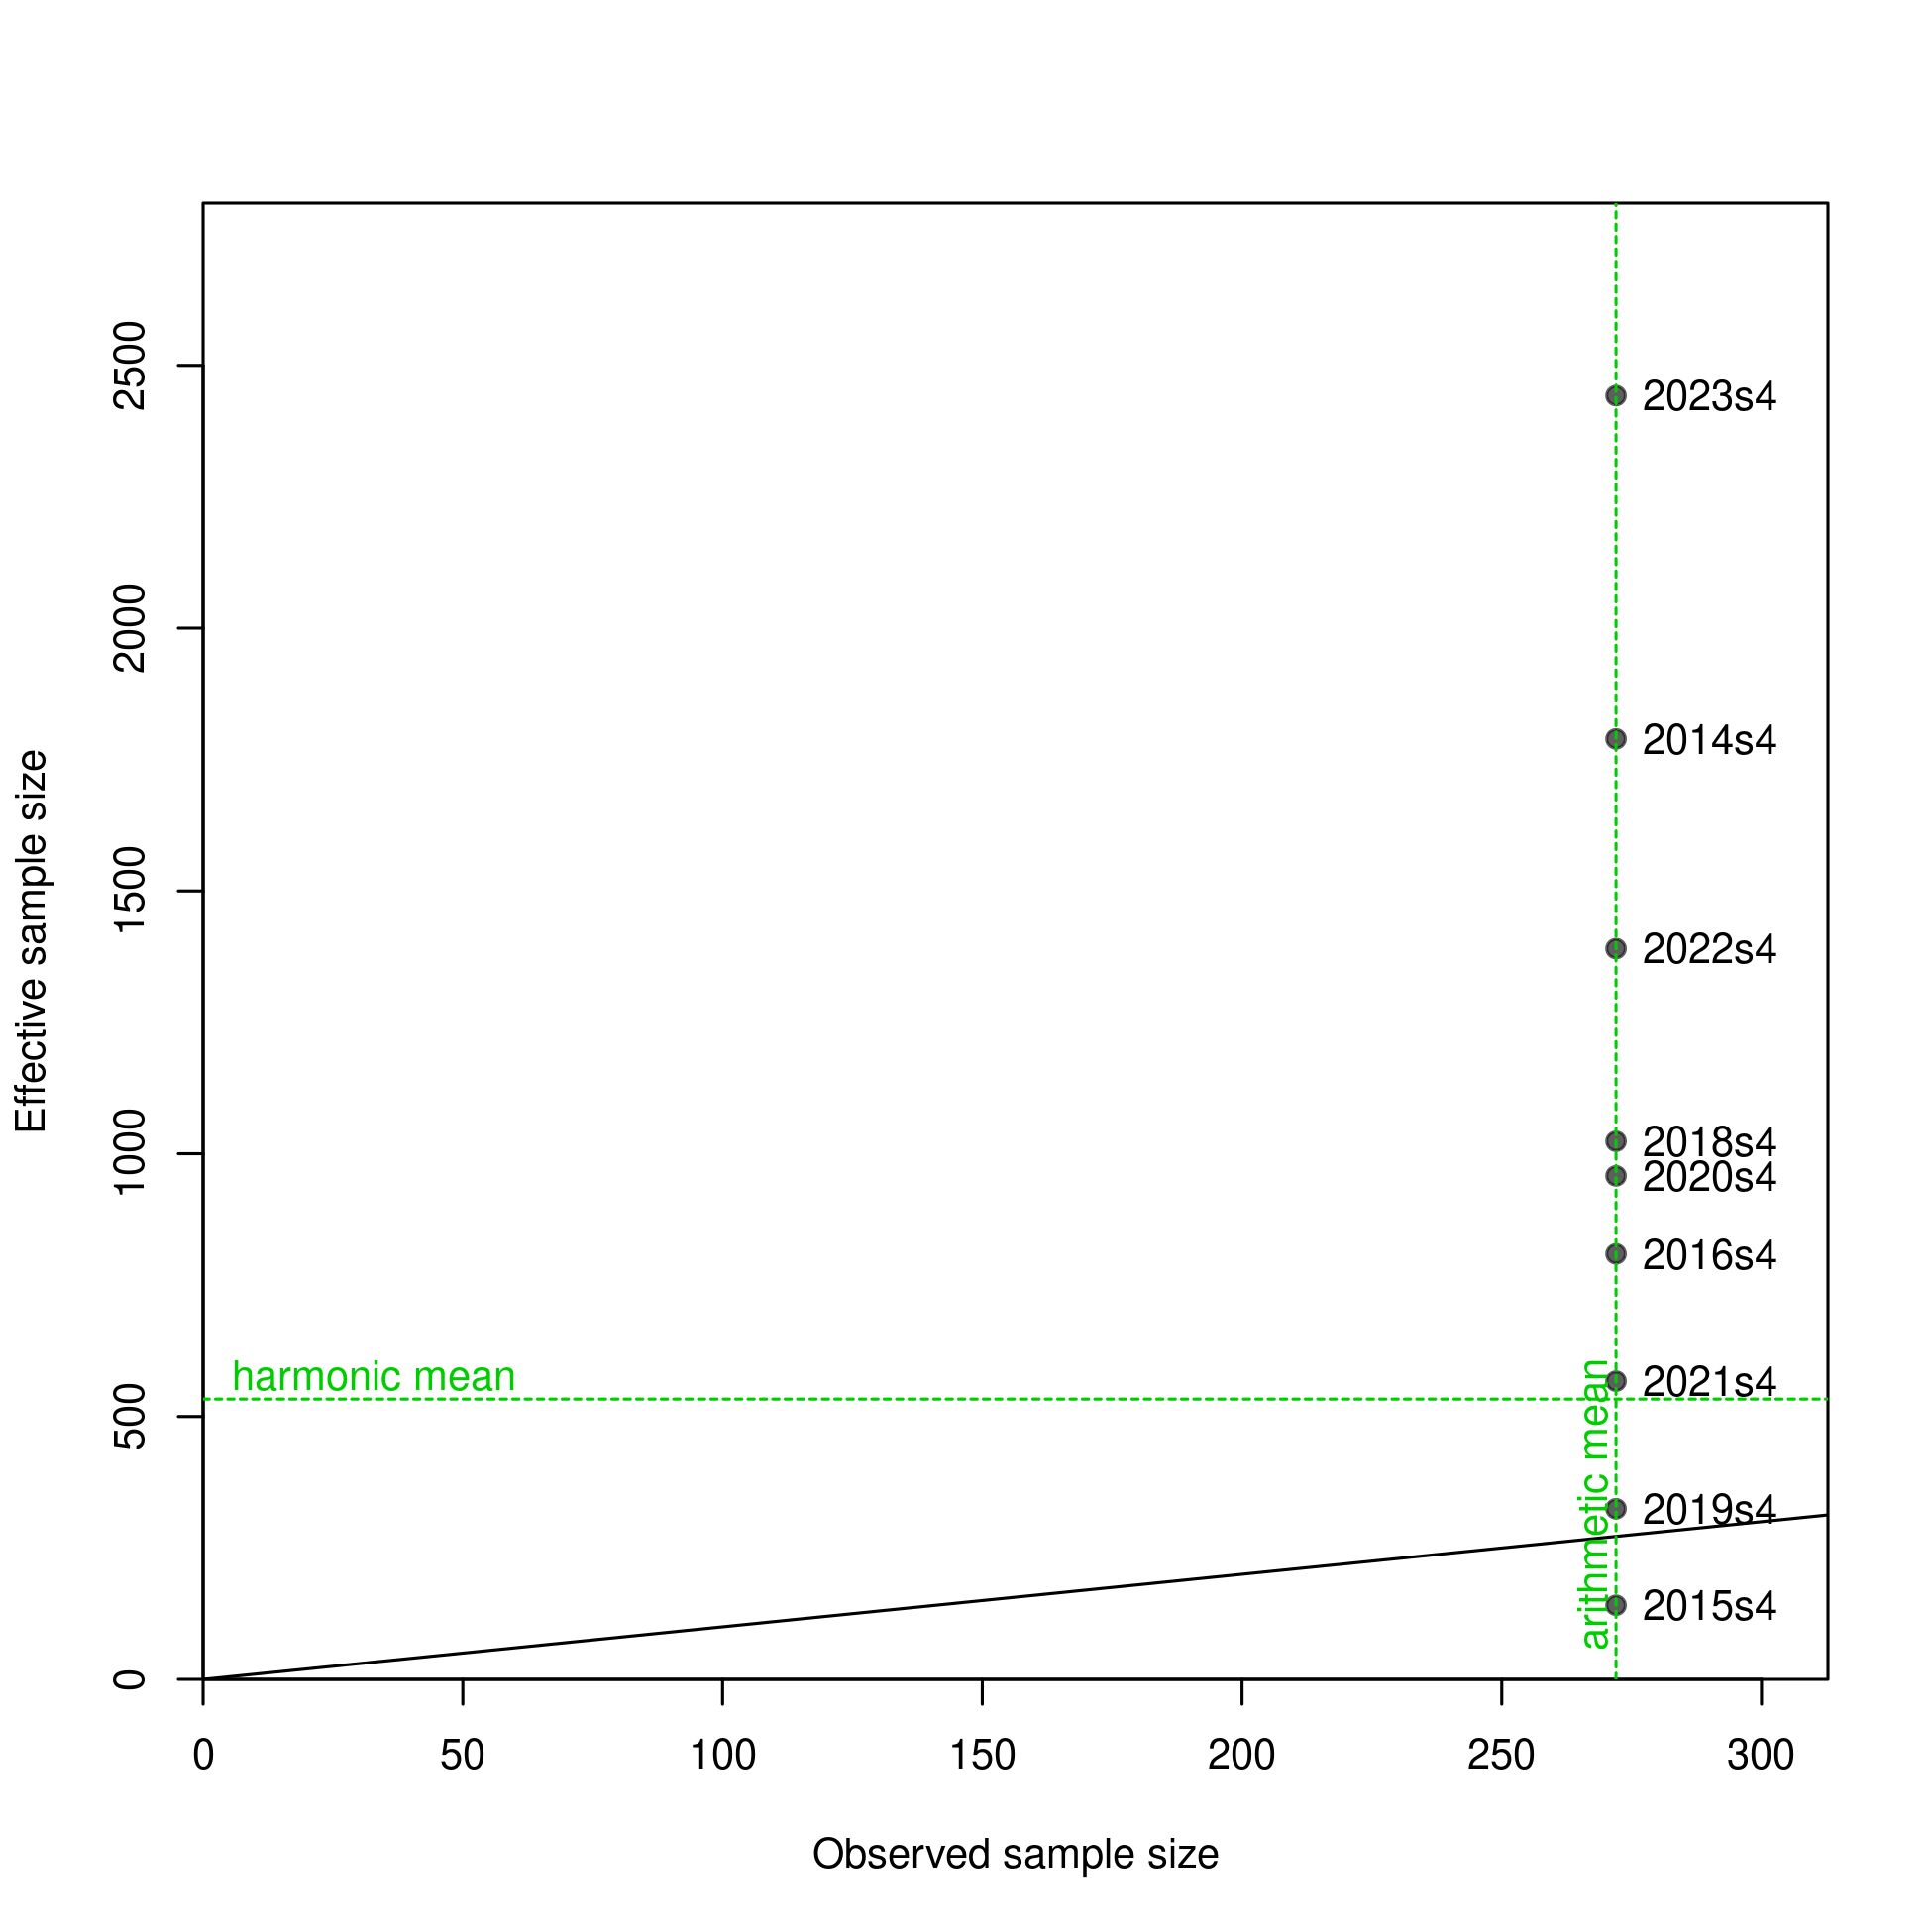 2500
2000
1500
1000
500
0
Effective sample size
2023s4
2014s4
2022s4
2018s4
2020s4
2016s4
2021s4
2019s4
2015s4
harmonic mean
arithmetic mean
0 50 100 150 200 250 300
Observed sample size